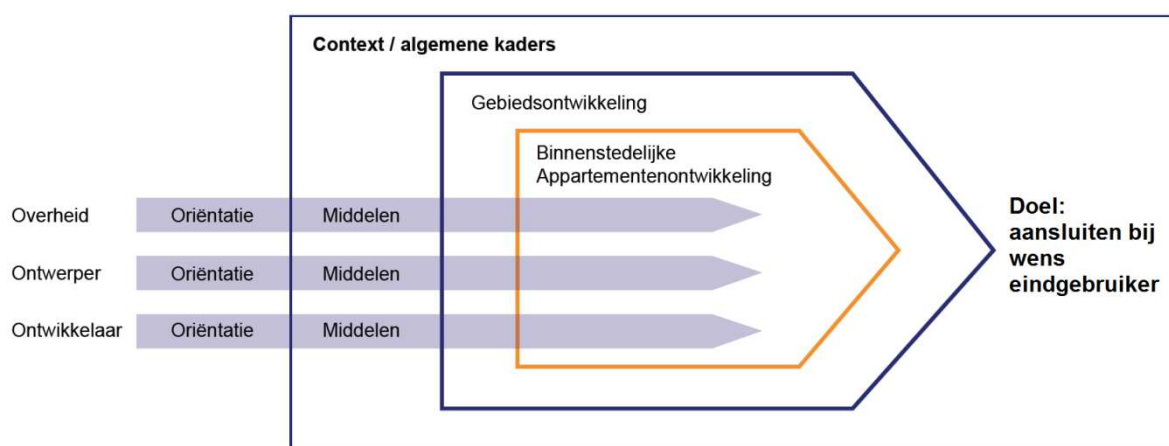 Context / algemene kaders
Gebiedsontwikkeling
Binnenstedelijke
Appartementenontwikkeling
Overheid Oriëntatie Middelen
Ontwerper Oriëntatie Middelen
Ontwikkelaar Oriëntatie Middelen
Doel:
aansluiten bij
wens
eindgebruiker